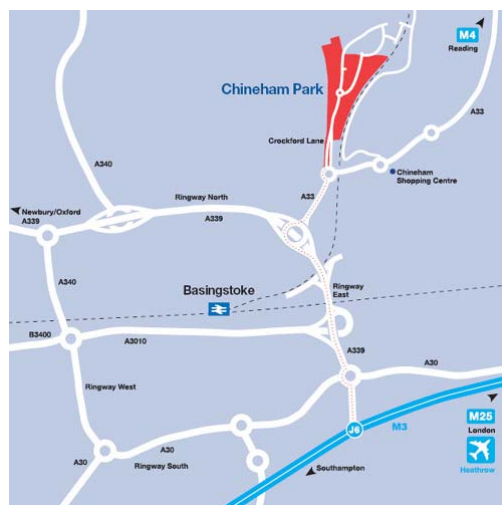 M4
Reading
Chineham Park
A33
Crockford Lane
A340
Chineham
Shopping Centre
Newbury/Oxford
A339
Ringway North
A33
A339
A340
Basingstoke
Ringway
East
B3400
A3010
A339
A30
Ringway West
M25
London
J6
M3
Heathrow
A30
A30
Ringway South
Southampton